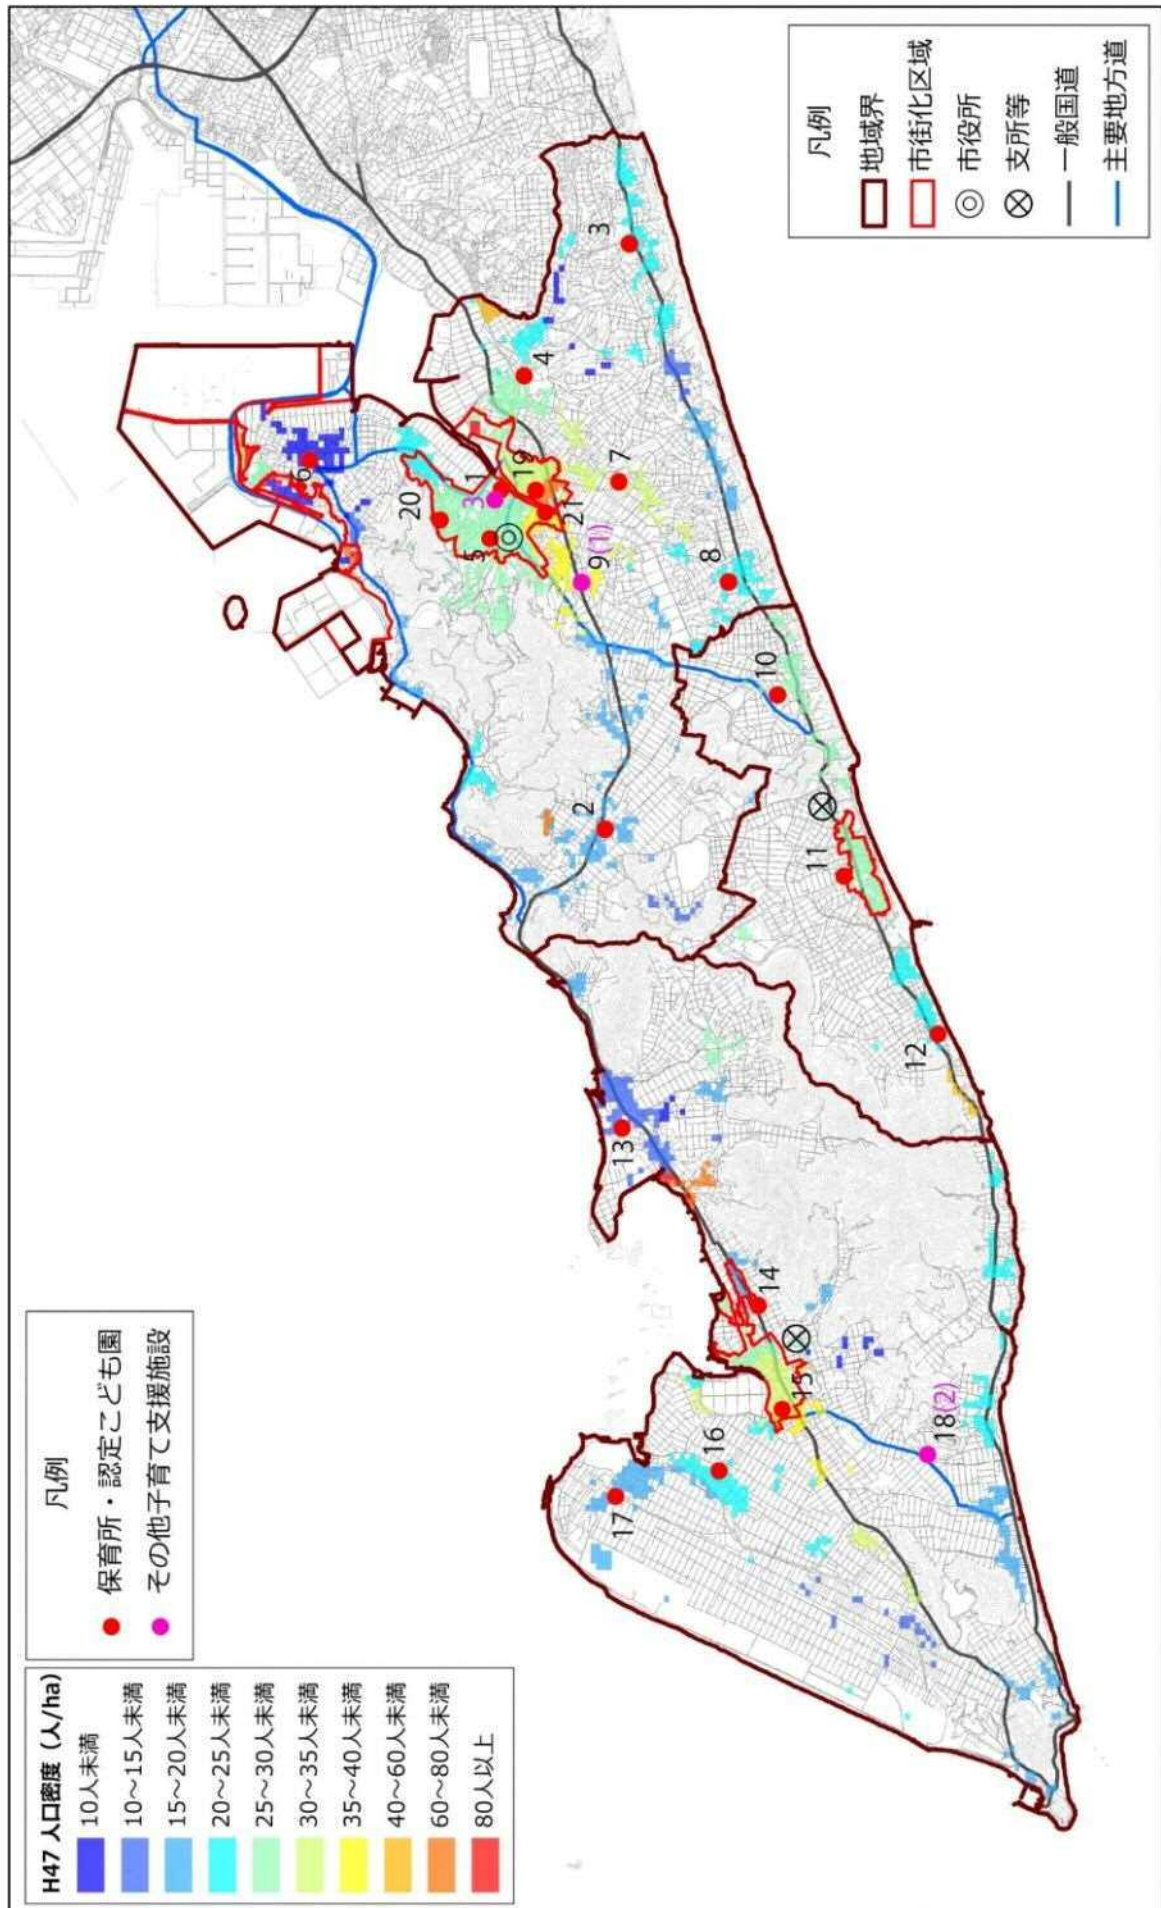 凡例
地域界
市街化区域
市役所
支所等
一般国道
主要地方道
凡例
保育所・認定こども園
その他子育て支援施設
H47 人口密度（人/ha）
10人未満
10～15人未満
15～20人未満
20～25人未満
25～30人未満
30～35人未満
35～40人未満
40～60人未満
60～80人未満
80人以上
17
16
15
14
13
18(2)
12
11
10
2
8
9(1)
7
21
5
20
3
1
19
6
4
3